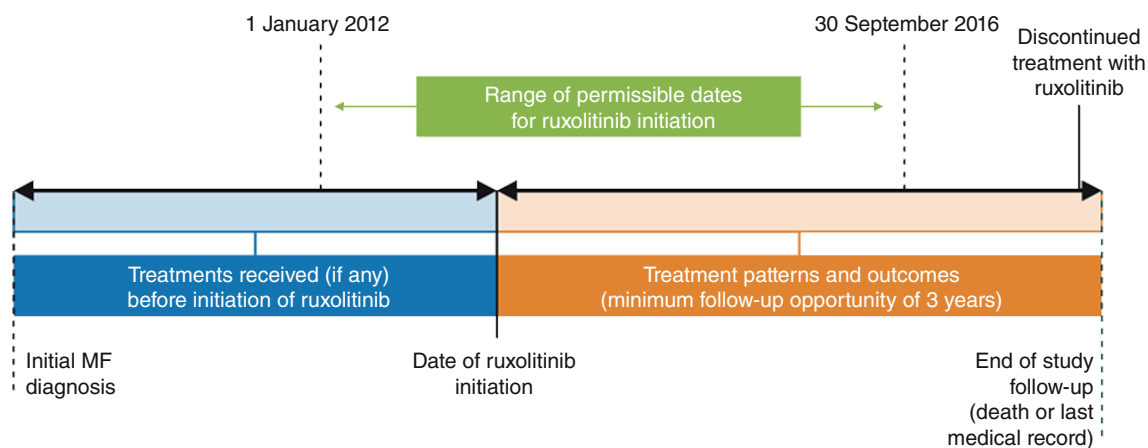 1 January 2012
30 September 2016
Discontinued
treatment with
ruxolitinib
Range of permissible dates
for ruxolitinib initiation
Treatments received (if any)
before initiation of ruxolitinib
Treatment patterns and outcomes
(minimum follow-up opportunity of 3 years)
Initial MF
diagnosis
Date of ruxolitinib
initiation
End of study
follow-up
(death or last
medical record)